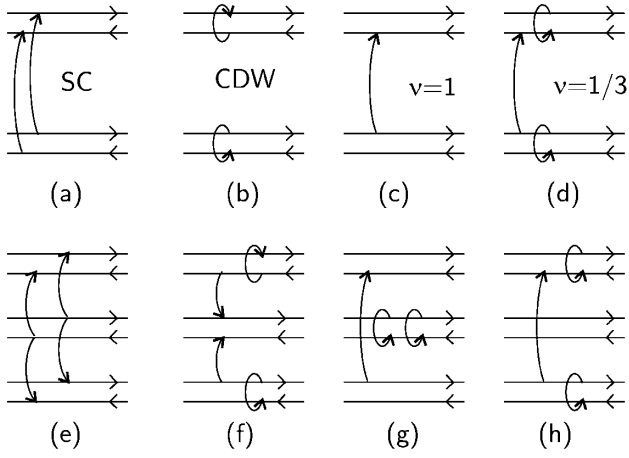 SC
CDW
ν=1
ν=1/3
(a)
(b)
(c)
(d)
(e)
(f)
(g)
(h)